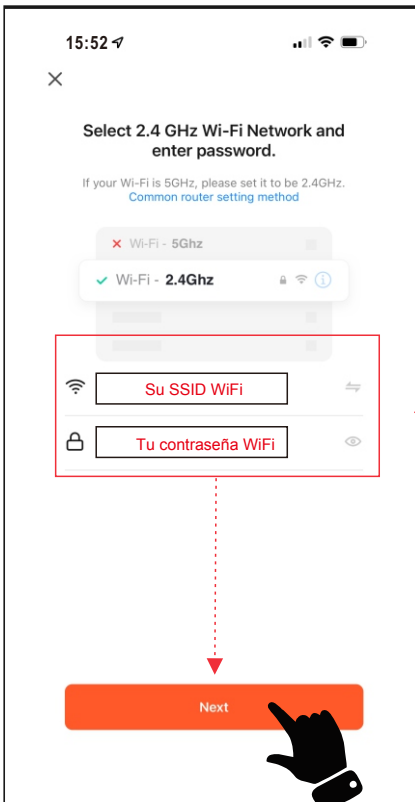 15:52
Select 2.4 GHz Wi-Fi Network and
enter password.
If your Wi-Fi is 5GHz, please set it to be 2.4GHz.
Common router setting method
Wi-Fi - 5Ghz
Wi-Fi - 2.4Ghz
Su SSID WiFi
Tu contraseña WiFi
Next